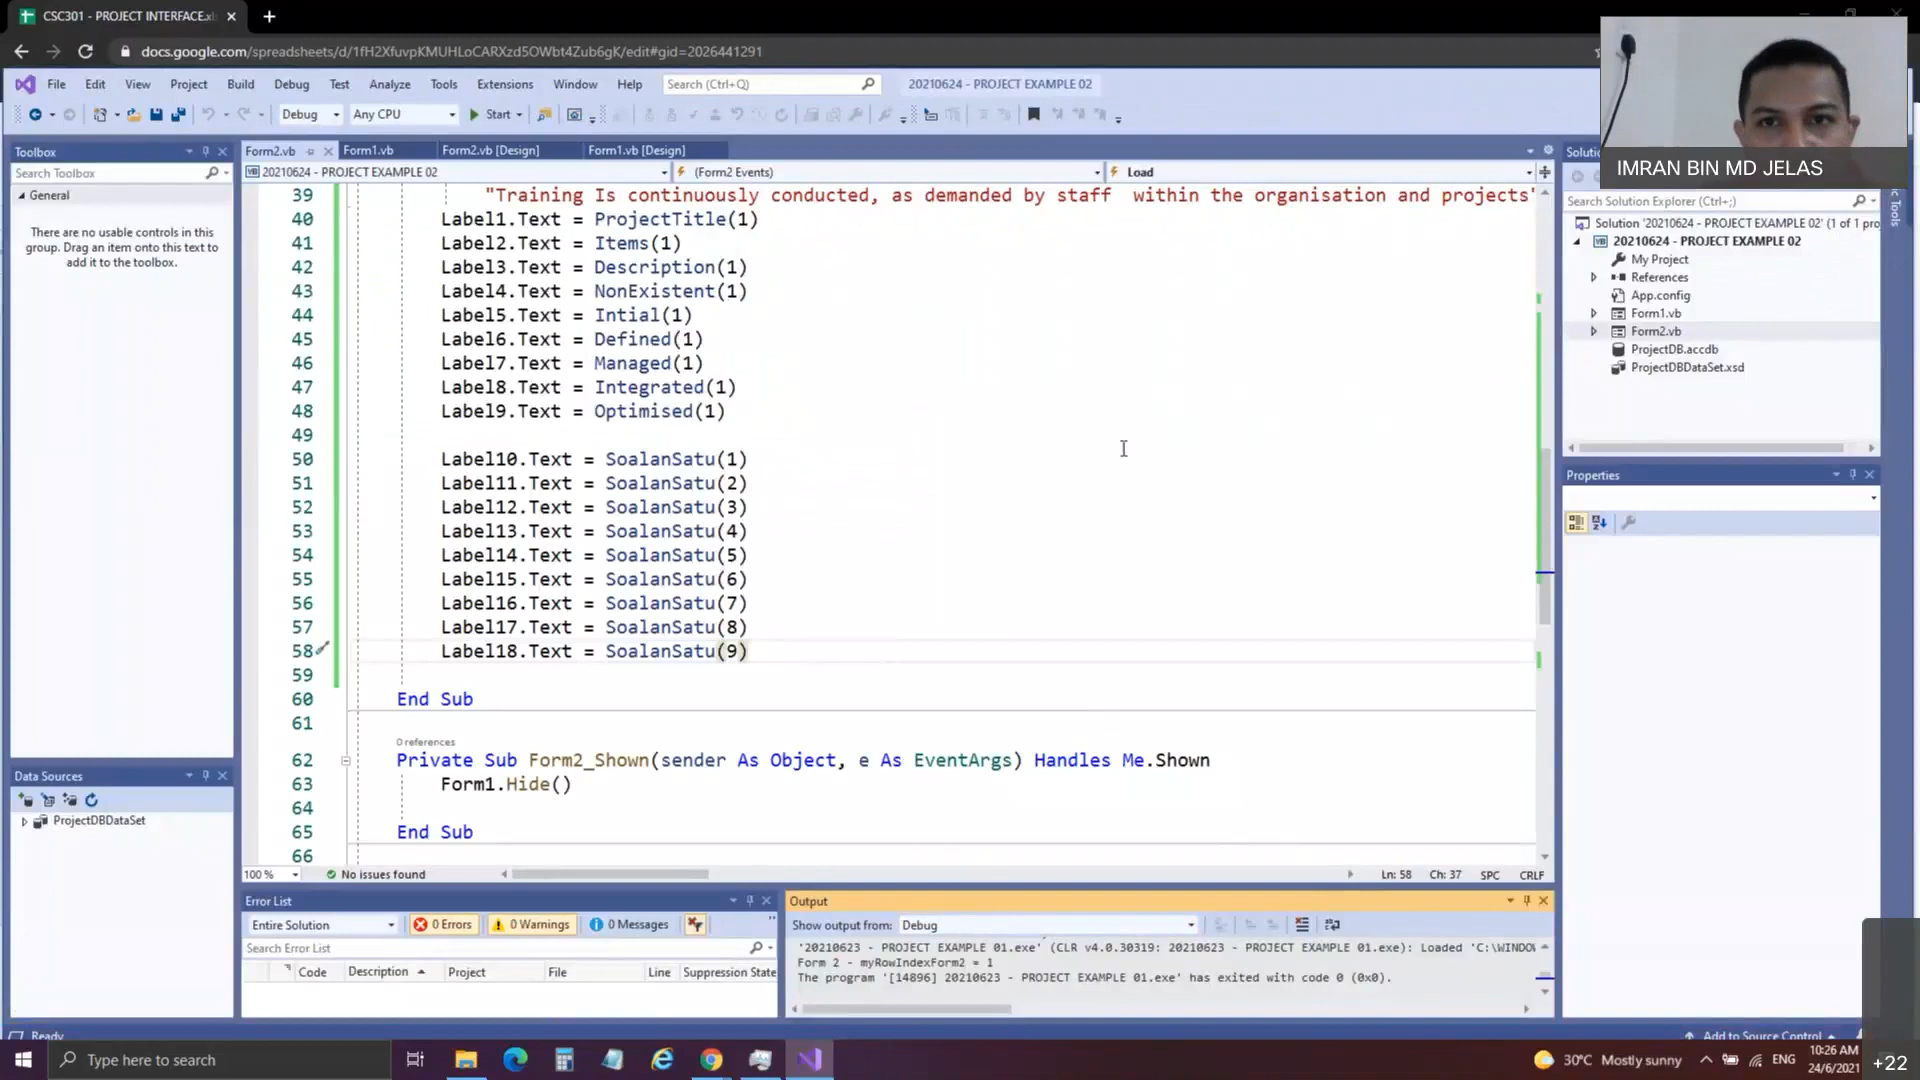 CSC301 - PROJECT INTERFACE.xl
docs.google.com/spreadsheets/d/1fH2XfuvpKMUHLoCARXzd5OWbt4Zub6gK/edit#gid=2026441291
File Edit View Project Build Debug Test Analyze Tools Extensions Window Help Search (Ctrl+Q) 20210624 - PROJECT EXAMPLE 02
Debug Any CPU Start
IMRAN BIN MD JELAS
Toolbox
Search Toolbox
General
There are no usable controls in this
group. Drag an item onto this text to
add it to the toolbox.
Data Sources
ProjectDBDataSet
Form2.vb Form1.vb Form2.vb [Design] Form1.vb [Design]
20210624 - PROJECT EXAMPLE 02 (Form2 Events) Load
39 "Training Is continuously conducted, as demanded by staff  within the organisation and projects"
40 Label1.Text = ProjectTitle(1)
41 Label2.Text = Items(1)
42 Label3.Text = Description(1)
43 Label4.Text = NonExistent(1)
44 Label5.Text = Intial(1)
45 Label6.Text = Defined(1)
46 Label7.Text = Managed(1)
47 Label8.Text = Integrated(1)
48 Label9.Text = Optimised(1)
49
50 Label10.Text = SoalanSatu(1)
51 Label11.Text = SoalanSatu(2)
52 Label12.Text = SoalanSatu(3)
53 Label13.Text = SoalanSatu(4)
54 Label14.Text = SoalanSatu(5)
55 Label15.Text = SoalanSatu(6)
56 Label16.Text = SoalanSatu(7)
57 Label17.Text = SoalanSatu(8)
58 Label18.Text = SoalanSatu(9)
59
60 End Sub
61
0 references
62 Private Sub Form2_Shown(sender As Object, e As EventArgs) Handles Me.Shown
63 Form1.Hide()
64
65 End Sub
66
100 % No issues found Ln: 58 Ch: 37 SPC CRLF
Error List
Entire Solution 0 Errors 0 Warnings 0 Messages
Search Error List
Code Description Project File Line Suppression State
Output
Show output from: Debug
'20210623 - PROJECT EXAMPLE 01.exe' (CLR v4.0.30319: 20210623 - PROJECT EXAMPLE 01.exe): Loaded 'C:\WINDOW
Form 2 - myRowIndexForm2 = 1
The program '[14896] 20210623 - PROJECT EXAMPLE 01.exe' has exited with code 0 (0x0).
Solutio
Search Solution Explorer (Ctrl+;)
Solution '20210624 - PROJECT EXAMPLE 02' (1 of 1 pro
20210624 - PROJECT EXAMPLE 02
My Project
References
App.config
Form1.vb
Form2.vb
ProjectDB.accdb
ProjectDBDataSet.xsd
Properties
Tools
Ready
Add to Source Control
Type here to search
30°C Mostly sunny
ENG
10:26 AM
24/6/2021
+22